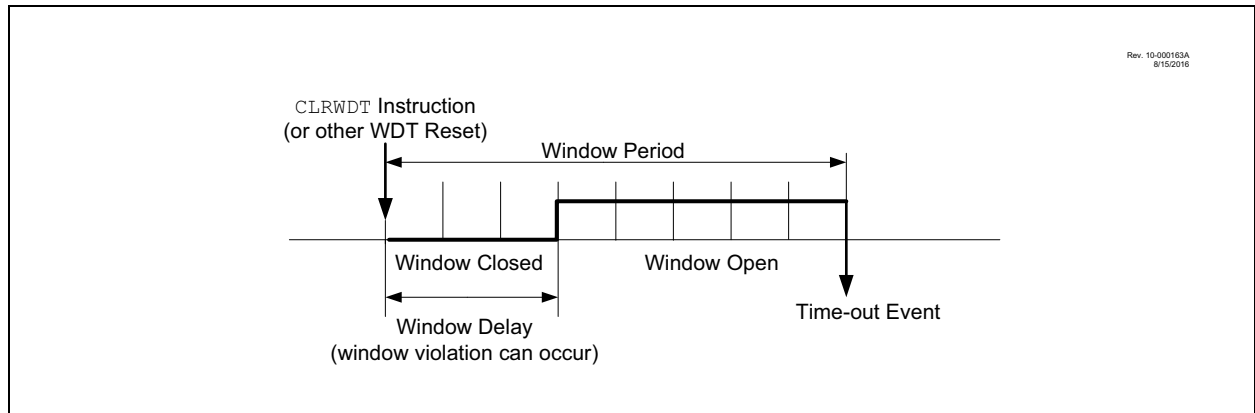 Rev. 10-000163A
8/15/2016
CLRWDT Instruction
(or other WDT Reset)
Window Period
Window Closed
Window Open
Window Delay
(window violation can occur)
Time-out Event